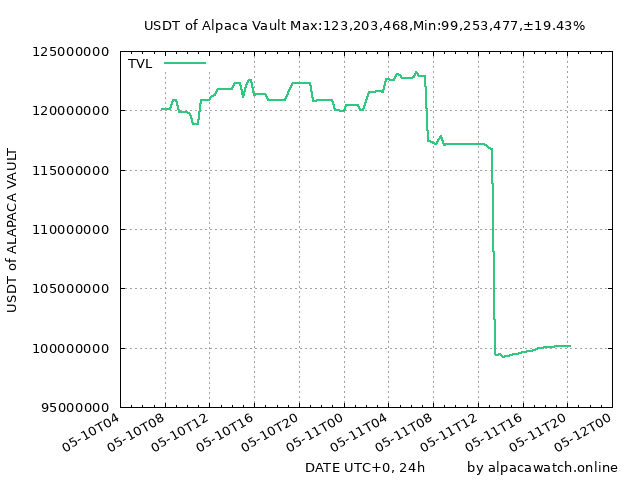 USDT of Alpaca Vault Max:123,203,468,Min:99,253,477,±19.43%
TVL
125000000
120000000
115000000
110000000
105000000
100000000
95000000
USDT of ALAPACA VAULT
05-10T04
05-10T08
05-10T12
05-10T16
05-10T20
05-11T00
05-11T04
05-11T08
05-11T12
05-11T16
05-11T20
05-12T00
DATE UTC+0, 24h
by alpacawatch.online